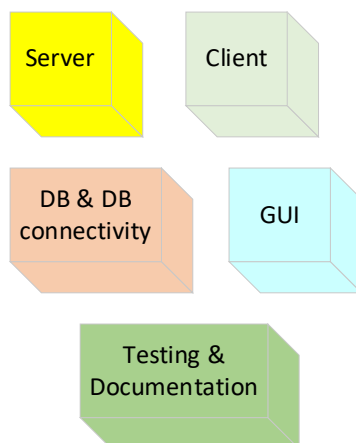 Server
Client
DB & DB
connectivity
GUI
Testing &
Documentation